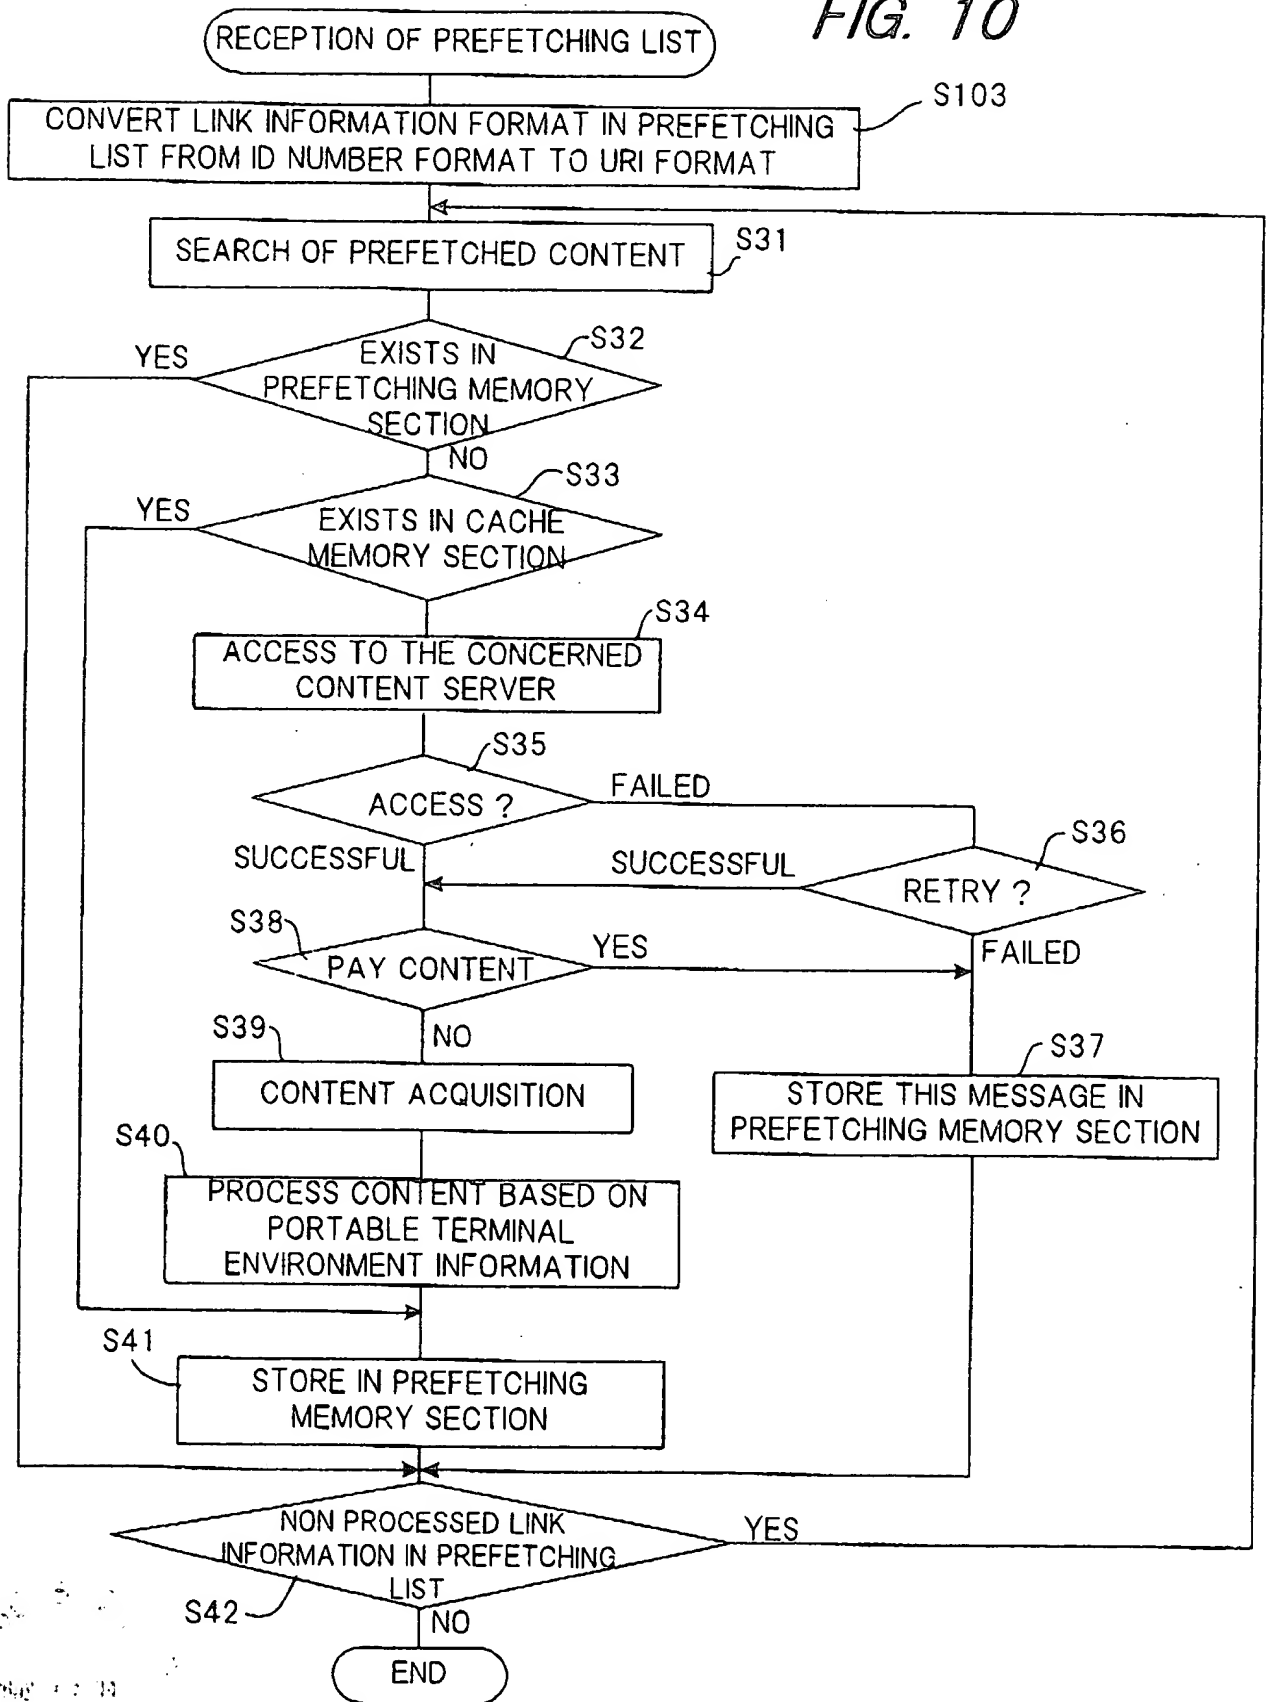 FIG. 10
RECEPTION OF PREFETCHING LIST
S103
CONVERT LINK INFORMATION FORMAT IN PREFETCHING
LIST FROM ID NUMBER FORMAT TO URI FORMAT
S31
SEARCH OF PREFETCHED CONTENT
S32
YES
EXISTS IN
PREFETCHING MEMORY
SECTION
NO
S33
YES
EXISTS IN CACHE
MEMORY SECTION
S34
ACCESS TO THE CONCERNED
CONTENT SERVER
S35
FAILED
ACCESS ?
S36
SUCCESSFUL
SUCCESSFUL
RETRY ?
S38
YES
FAILED
PAY CONTENT
S39
NO
S37
CONTENT ACQUISITION
STORE THIS MESSAGE IN
PREFETCHING MEMORY SECTION
S40
PROCESS CONTENT BASED ON
PORTABLE TERMINAL
ENVIRONMENT INFORMATION
S41
STORE IN PREFETCHING
MEMORY SECTION
NON PROCESSED LINK
INFORMATION IN PREFETCHING
LIST
YES
S42
NO
END